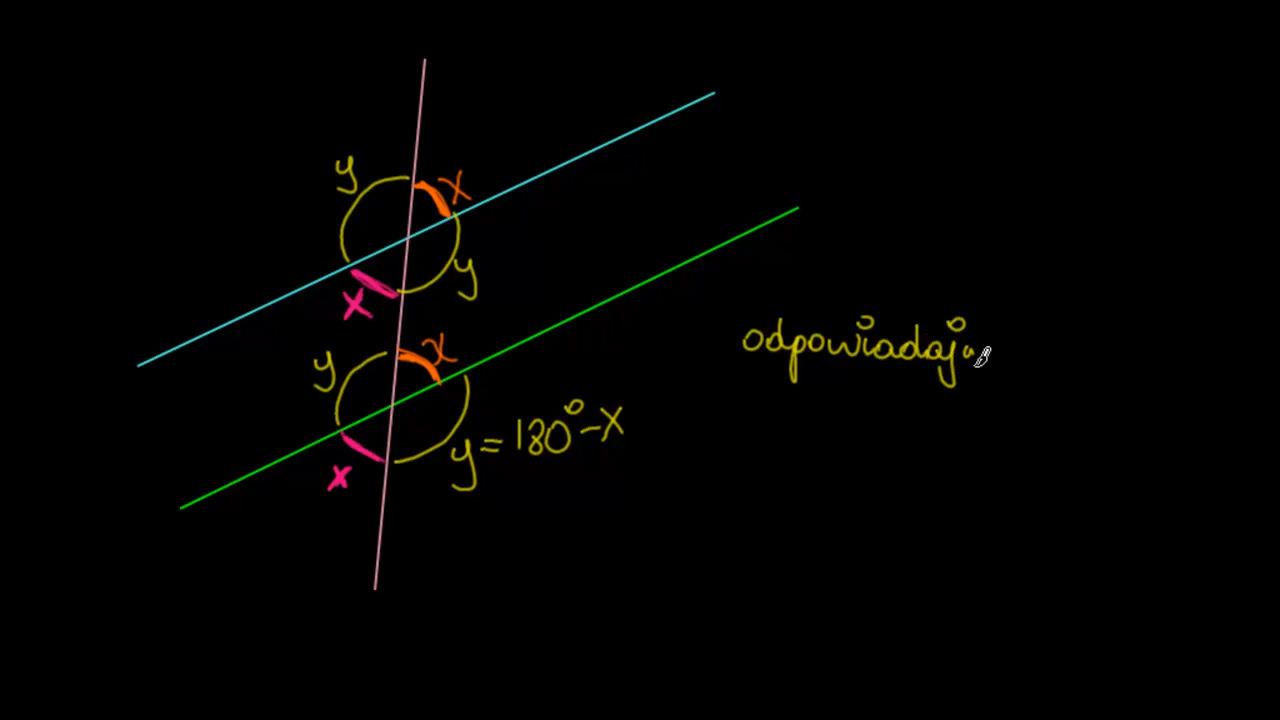 y
x
y
x
y
x
y = 180° - x
x
odpowiadają